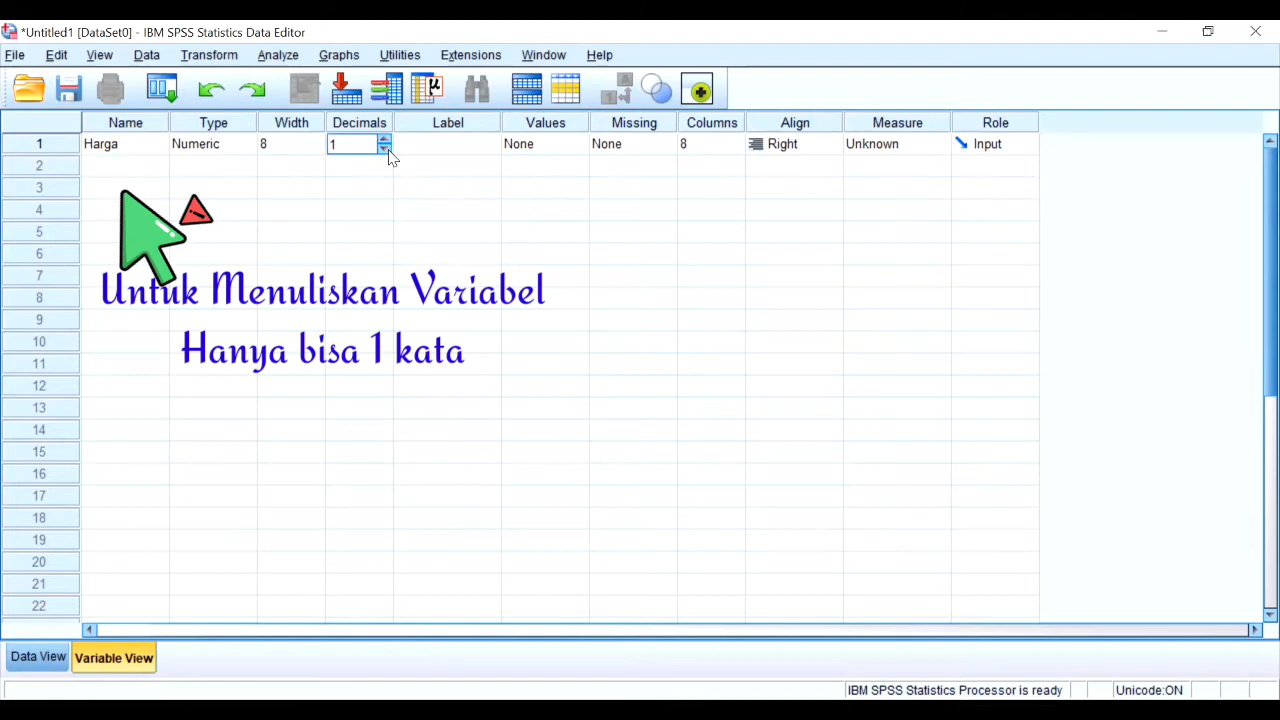 *Untitled1 [DataSet0] - IBM SPSS Statistics Data Editor
File Edit View Data Transform Analyze Graphs Utilities Extensions Window Help
Name Type Width Decimals Label Values Missing Columns Align Measure Role
1 Harga Numeric 8 1 None None 8 Right Unknown Input
2
3
4
5
6
7
8
Untuk Menuliskan Variabel
9
10
Hanya bisa 1 kata
11
12
13
14
15
16
17
18
19
20
21
22
Data View Variable View
IBM SPSS Statistics Processor is ready Unicode:ON